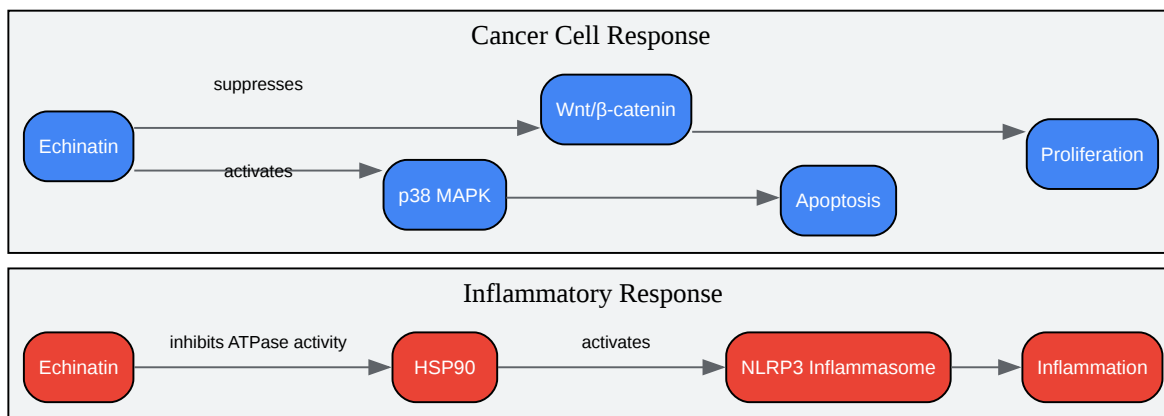 Cancer Cell Response
suppresses
Wnt/β-catenin
Echinatin
Proliferation
activates
p38 MAPK
Apoptosis
Inflammatory Response
Echinatin
inhibits ATPase activity
HSP90
activates
NLRP3 Inflammasome
Inflammation